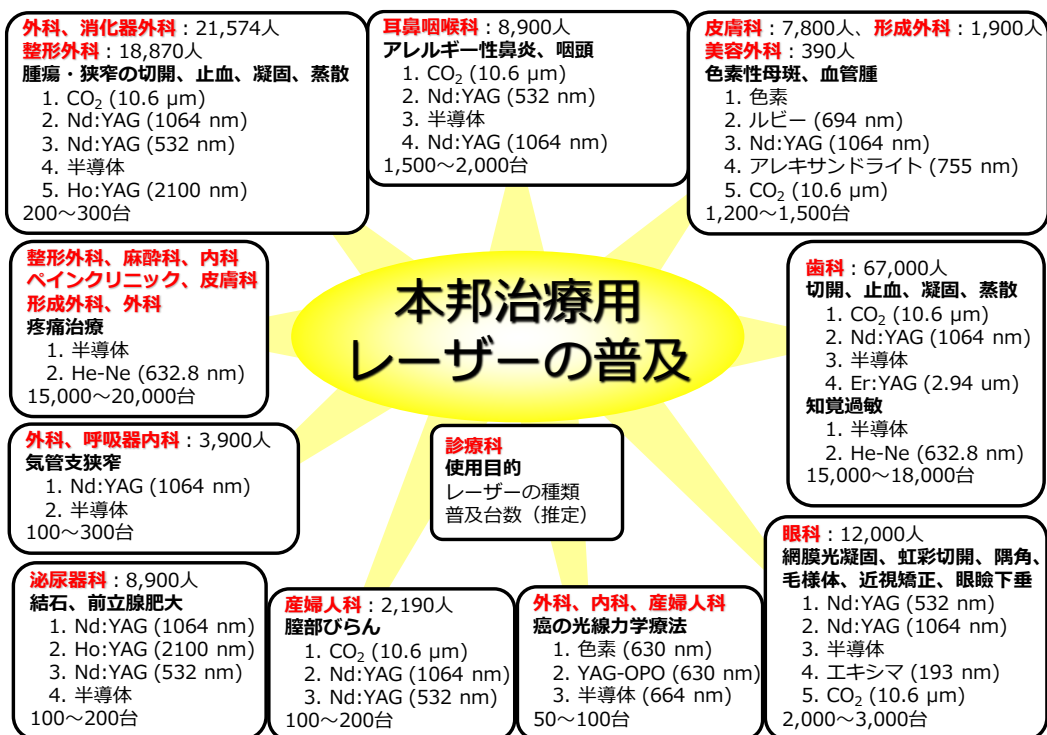 外科、消化器外科：21,574人
整形外科：18,870人
腫瘍・狭窄の切開、止血、凝固、蒸散
1. CO₂ (10.6 μm)
2. Nd:YAG (1064 nm)
3. Nd:YAG (532 nm)
4. 半導体
5. Ho:YAG (2100 nm)
200～300台
耳鼻咽喉科：8,900人
アレルギー性鼻炎、咽頭
1. CO₂ (10.6 μm)
2. Nd:YAG (532 nm)
3. 半導体
4. Nd:YAG (1064 nm)
1,500～2,000台
皮膚科：7,800人、形成外科：1,900人
美容外科：390人
色素性母斑、血管腫
1. 色素
2. ルビー (694 nm)
3. Nd:YAG (1064 nm)
4. アレキサンドライト (755 nm)
5. CO₂ (10.6 μm)
1,200～1,500台
整形外科、麻酔科、内科
ペインクリニック、皮膚科
形成外科、外科
疼痛治療
1. 半導体
2. He-Ne (632.8 nm)
15,000～20,000台
本邦治療用
レーザーの普及
歯科：67,000人
切開、止血、凝固、蒸散
1. CO₂ (10.6 μm)
2. Nd:YAG (1064 nm)
3. 半導体
4. Er:YAG (2.94 um)
知覚過敏
1. 半導体
2. He-Ne (632.8 nm)
15,000～18,000台
外科、呼吸器内科：3,900人
気管支狭窄
1. Nd:YAG (1064 nm)
2. 半導体
100～300台
診療科
使用目的
レーザーの種類
普及台数（推定）
泌尿器科：8,900人
結石、前立腺肥大
1. Nd:YAG (1064 nm)
2. Ho:YAG (2100 nm)
3. Nd:YAG (532 nm)
4. 半導体
100～200台
産婦人科：2,190人
膣部びらん
1. CO₂ (10.6 μm)
2. Nd:YAG (1064 nm)
3. Nd:YAG (532 nm)
100～200台
外科、内科、産婦人科
癌の光線力学療法
1. 色素 (630 nm)
2. YAG-OPO (630 nm)
3. 半導体 (664 nm)
50～100台
眼科：12,000人
網膜光凝固、虹彩切開、隅角、
毛様体、近視矯正、眼瞼下垂
1. Nd:YAG (532 nm)
2. Nd:YAG (1064 nm)
3. 半導体
4. エキシマ (193 nm)
5. CO₂ (10.6 μm)
2,000～3,000台